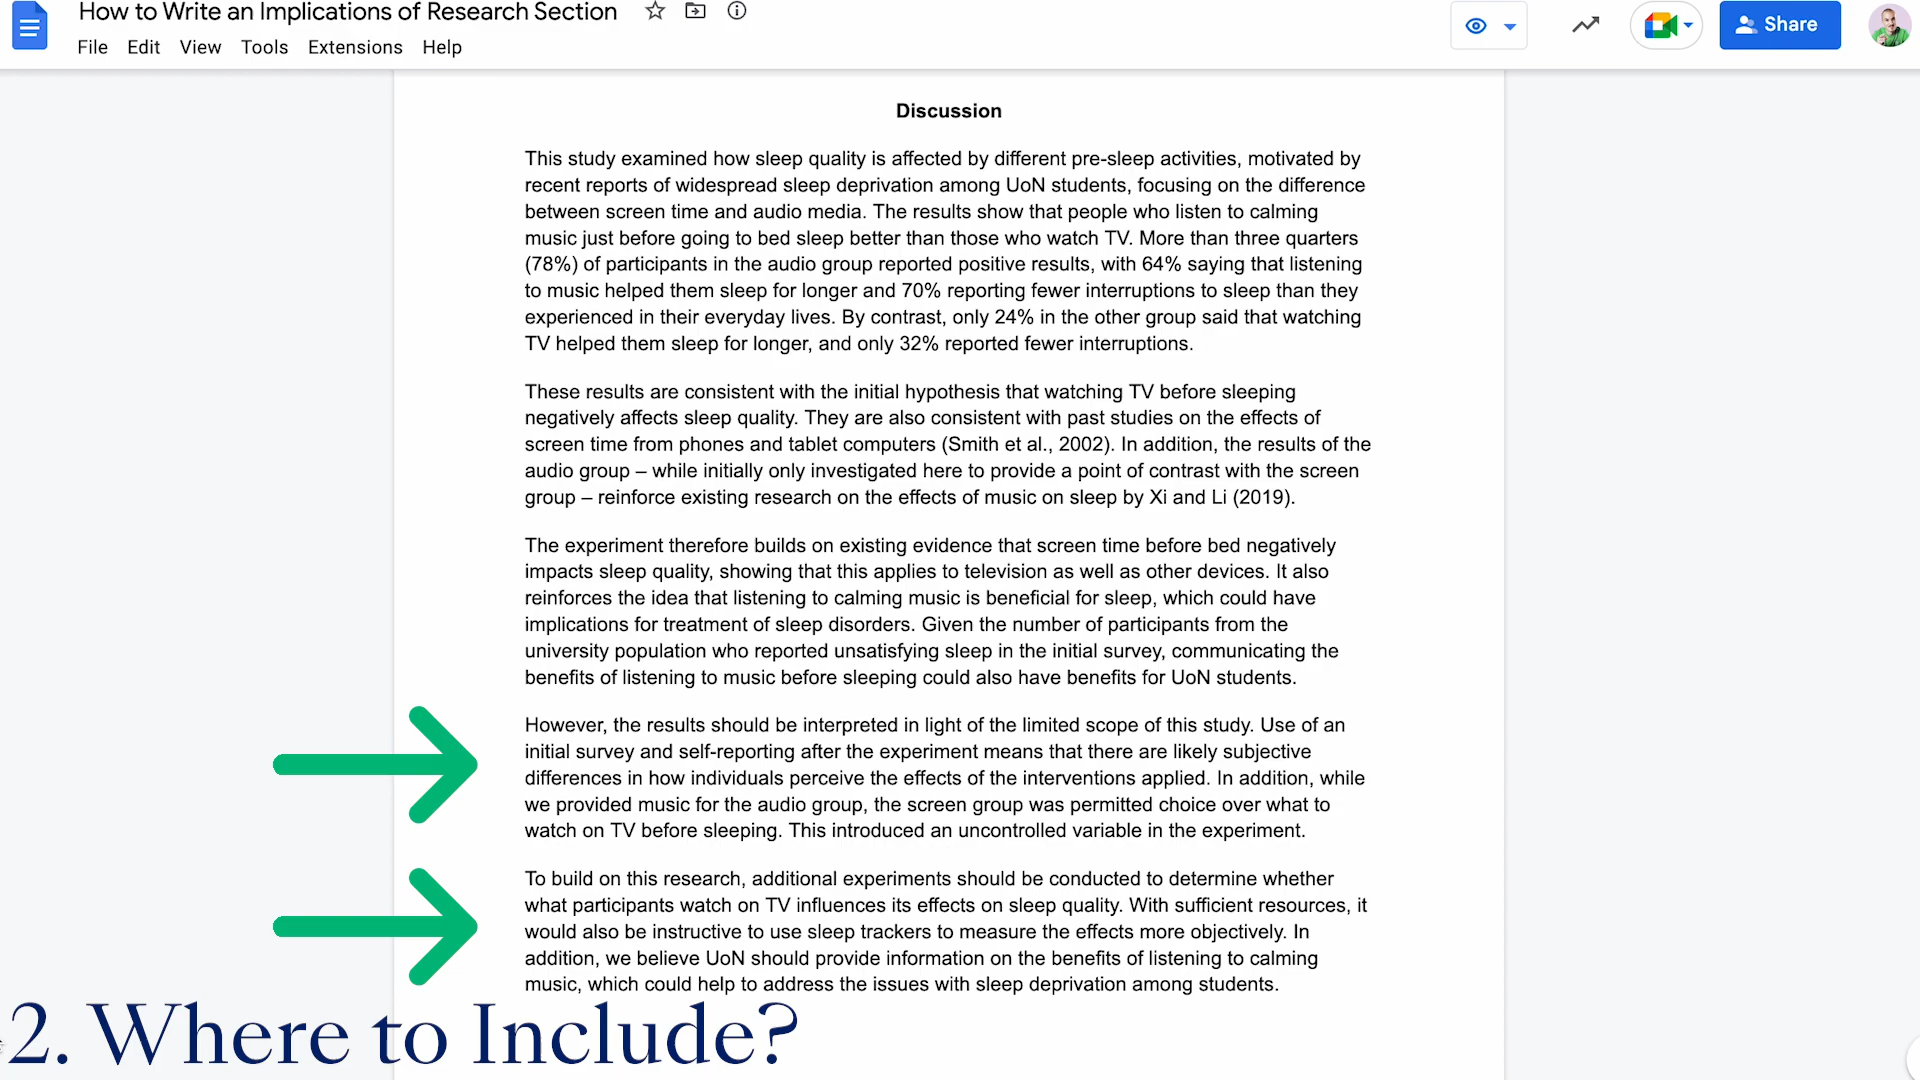 How to Write an Implications of Research Section
File Edit View Tools Extensions Help
Share
Discussion
This study examined how sleep quality is affected by different pre-sleep activities, motivated by
recent reports of widespread sleep deprivation among UoN students, focusing on the difference
between screen time and audio media. The results show that people who listen to calming
music just before going to bed sleep better than those who watch TV. More than three quarters
(78%) of participants in the audio group reported positive results, with 64% saying that listening
to music helped them sleep for longer and 70% reporting fewer interruptions to sleep than they
experienced in their everyday lives. By contrast, only 24% in the other group said that watching
TV helped them sleep for longer, and only 32% reported fewer interruptions.
These results are consistent with the initial hypothesis that watching TV before sleeping
negatively affects sleep quality. They are also consistent with past studies on the effects of
screen time from phones and tablet computers (Smith et al., 2002). In addition, the results of the
audio group – while initially only investigated here to provide a point of contrast with the screen
group – reinforce existing research on the effects of music on sleep by Xi and Li (2019).
The experiment therefore builds on existing evidence that screen time before bed negatively
impacts sleep quality, showing that this applies to television as well as other devices. It also
reinforces the idea that listening to calming music is beneficial for sleep, which could have
implications for treatment of sleep disorders. Given the number of participants from the
university population who reported unsatisfying sleep in the initial survey, communicating the
benefits of listening to music before sleeping could also have benefits for UoN students.
However, the results should be interpreted in light of the limited scope of this study. Use of an
initial survey and self-reporting after the experiment means that there are likely subjective
differences in how individuals perceive the effects of the interventions applied. In addition, while
we provided music for the audio group, the screen group was permitted choice over what to
watch on TV before sleeping. This introduced an uncontrolled variable in the experiment.
To build on this research, additional experiments should be conducted to determine whether
what participants watch on TV influences its effects on sleep quality. With sufficient resources, it
would also be instructive to use sleep trackers to measure the effects more objectively. In
addition, we believe UoN should provide information on the benefits of listening to calming
music, which could help to address the issues with sleep deprivation among students.
2. Where to Include?